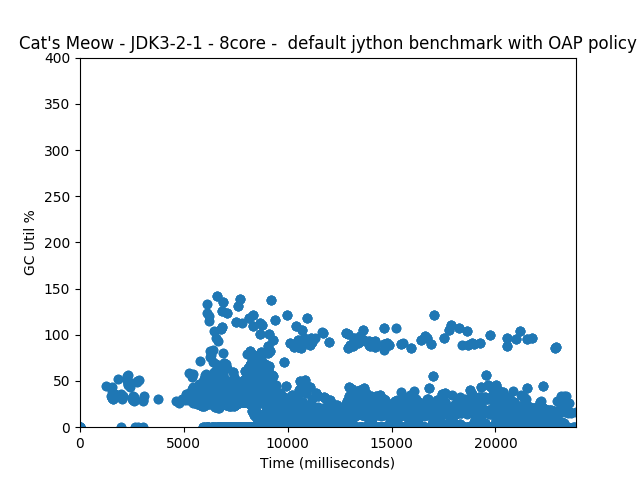 Cat's Meow - JDK3-2-1 - 8core -  default jython benchmark with OAP policy
400
350
300
250
200
150
100
50
0
GC Util %
0 5000 10000 15000 20000
Time (milliseconds)